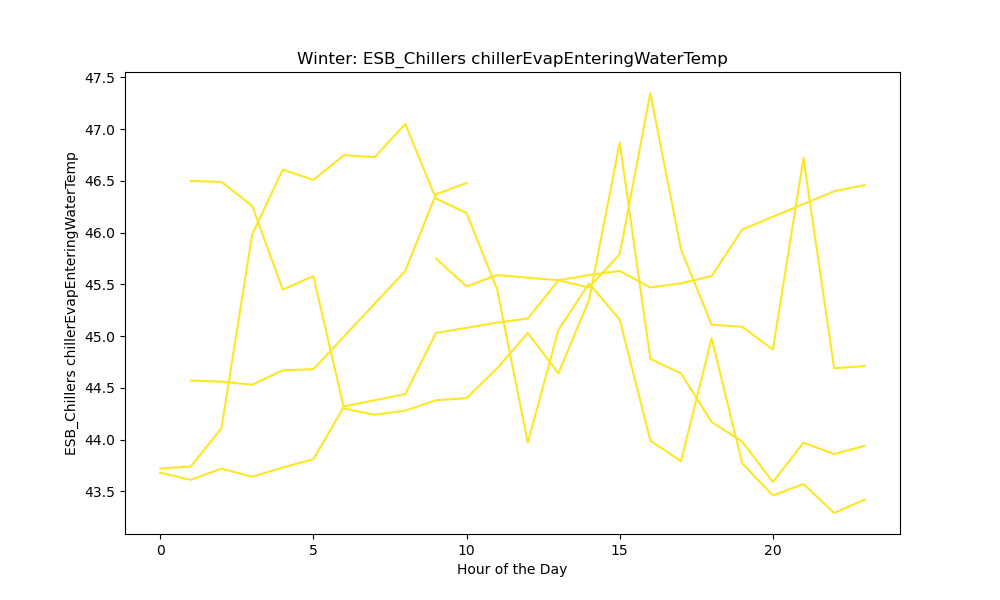 Winter: ESB_Chillers chillerEvapEnteringWaterTemp
ESB_Chillers chillerEvapEnteringWaterTemp
47.5
47.0
46.5
46.0
45.5
45.0
44.5
44.0
43.5
0 5 10 15 20
Hour of the Day